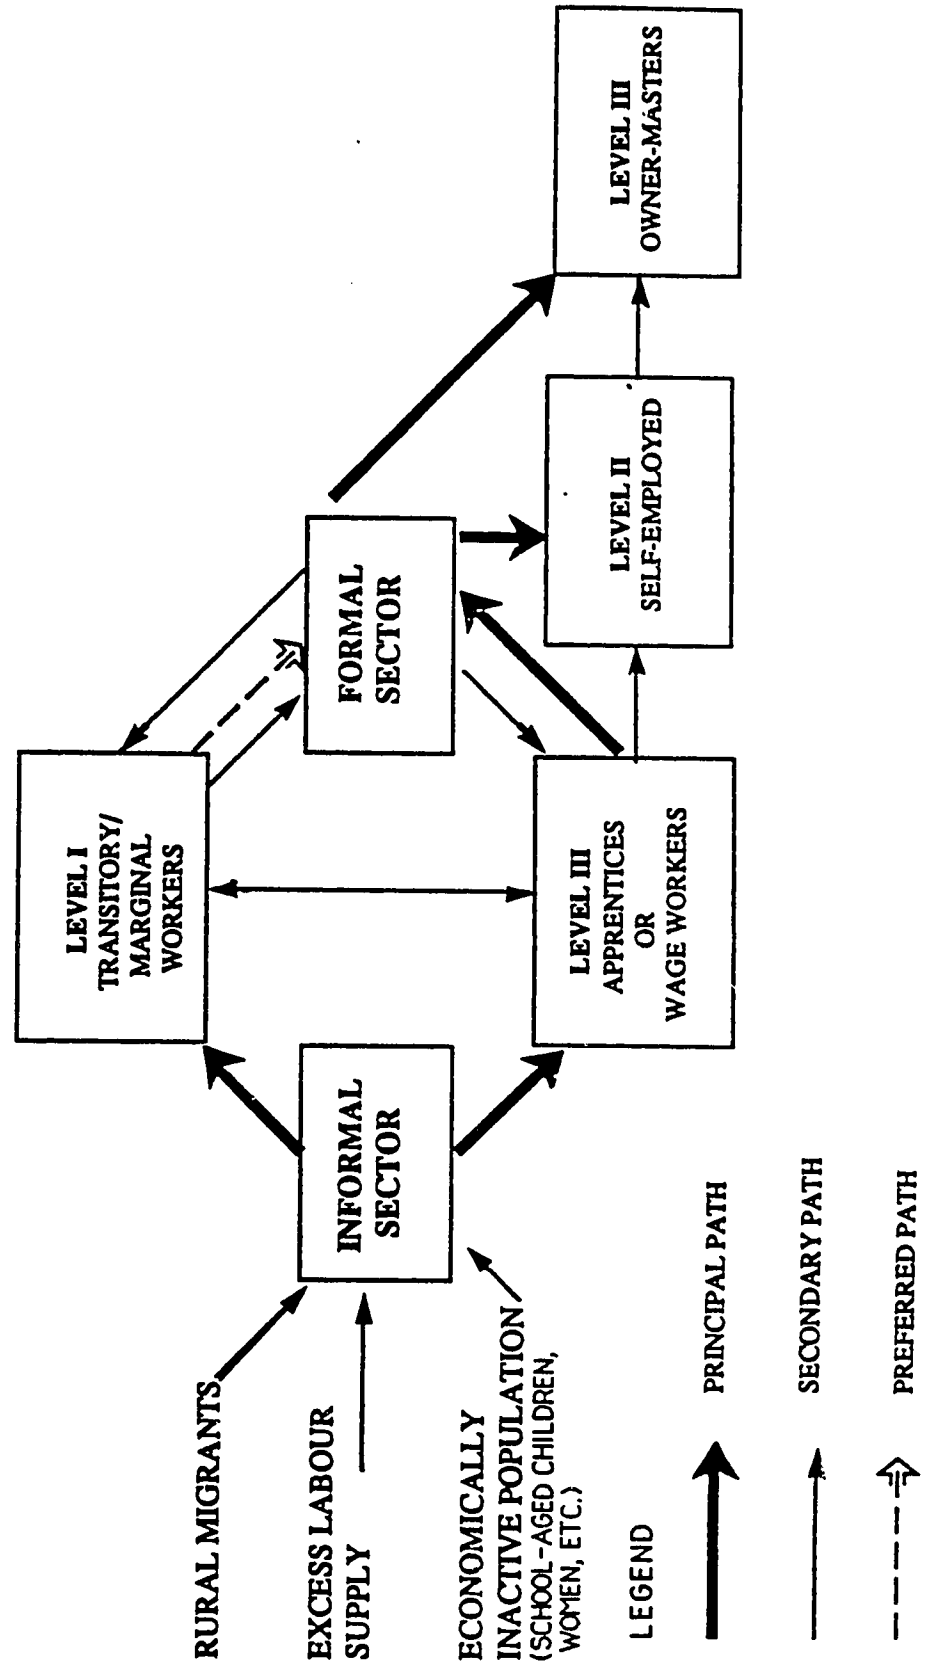 RURAL MIGRANTS
EXCESS LABOUR
SUPPLY
ECONOMICALLY
INACTIVE POPULATION
(SCHOOL-AGED CHILDREN,
WOMEN, ETC.)
INFORMAL
SECTOR
LEVEL I
TRANSITORY/
MARGINAL
WORKERS
LEVEL III
APPRENTICES
OR
WAGE WORKERS
FORMAL
SECTOR
LEVEL II
SELF-EMPLOYED
LEVEL III
OWNER-MASTERS
LEGEND
PRINCIPAL PATH
SECONDARY PATH
PREFERRED PATH